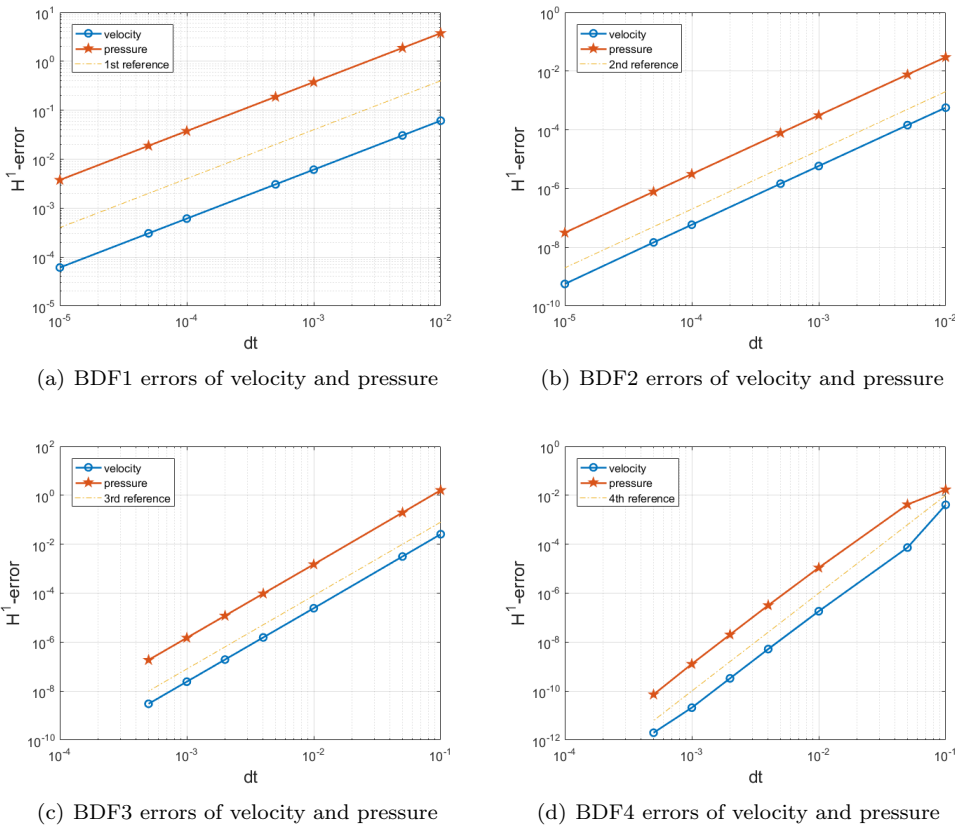 10^1
velocity
pressure
1st reference
10^0
10^-1
10^-2
10^-3
10^-4
10^-5
H^1-error
10^-5
10^-4
10^-3
10^-2
dt
(a) BDF1 errors of velocity and pressure
10^0
velocity
pressure
2nd reference
10^-2
10^-4
10^-6
10^-8
10^-10
H^1-error
10^-5
10^-4
10^-3
10^-2
dt
(b) BDF2 errors of velocity and pressure
10^2
velocity
pressure
3rd reference
10^0
10^-2
10^-4
10^-6
10^-8
10^-10
H^1-error
10^-4
10^-3
10^-2
10^-1
dt
(c) BDF3 errors of velocity and pressure
10^0
velocity
pressure
4th reference
10^-2
10^-4
10^-6
10^-8
10^-10
10^-12
H^1-error
10^-4
10^-3
10^-2
10^-1
dt
(d) BDF4 errors of velocity and pressure